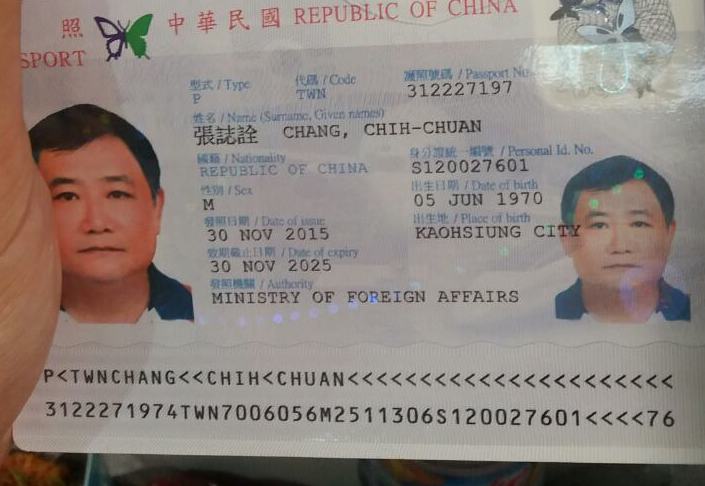 照 中華民國 REPUBLIC OF CHINA
SPORT
型式 / Type 代碼 / Code 護照號碼 / Passport No
P TWN 312227197
姓名 / Name (Surname, Given names)
張誌詮 CHANG, CHIH-CHUAN
國籍 / Nationality 身分證統一編號 / Personal Id. No.
REPUBLIC OF CHINA S120027601
性別 / Sex 出生日期 / Date of birth
M 05 JUN 1970
發照日期 / Date of issue 出生地 / Place of birth
30 NOV 2015 KAOHSIUNG CITY
效期截止日期 / Date of expiry
30 NOV 2025
發照機關 / Authority
MINISTRY OF FOREIGN AFFAIRS
P<TWNCHANG<<CHIH<CHUAN<<<<<<<<<<<<<<<<<<<<<<
3122271974TWN7006056M2511306S120027601<<<<76